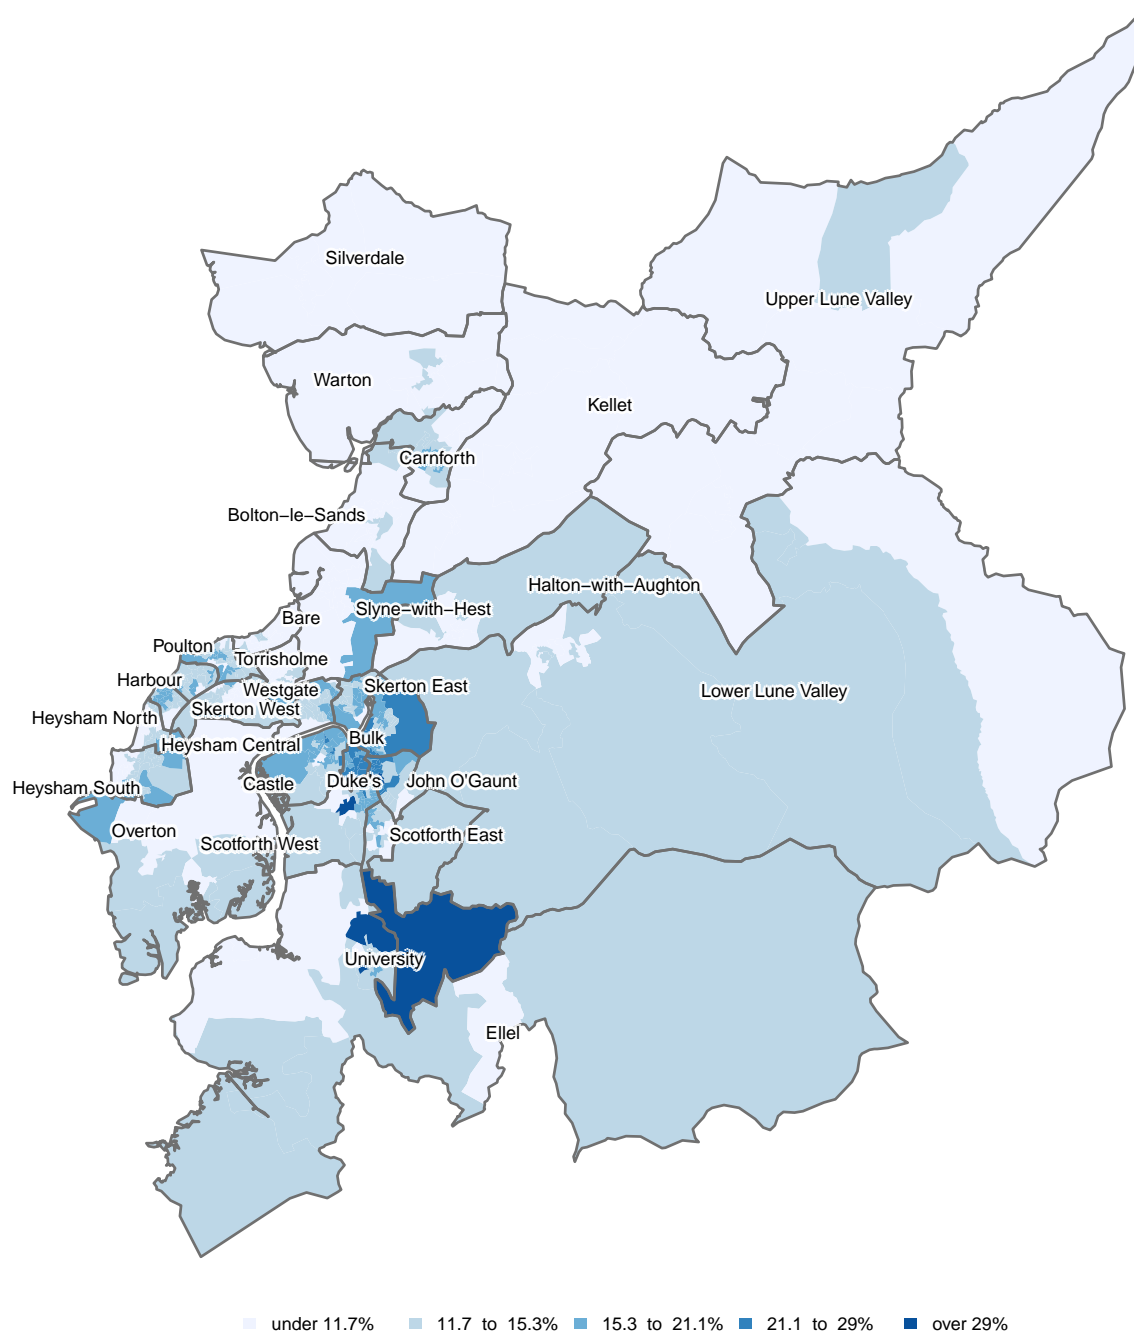 Silverdale
Upper Lune Valley
Warton
Kellet
Carnforth
Bolton−le−Sands
Halton−with−Aughton
Slyne−with−Hest
Bare
Poulton
Torrisholme
Harbour
Westgate
Skerton East
Lower Lune Valley
Skerton West
Heysham North
Bulk
Heysham Central
Duke's
John O'Gaunt
Castle
Heysham South
Overton
Scotforth East
Scotforth West
University
Ellel
under 11.7% 11.7 to 15.3% 15.3 to 21.1% 21.1 to 29% over 29%